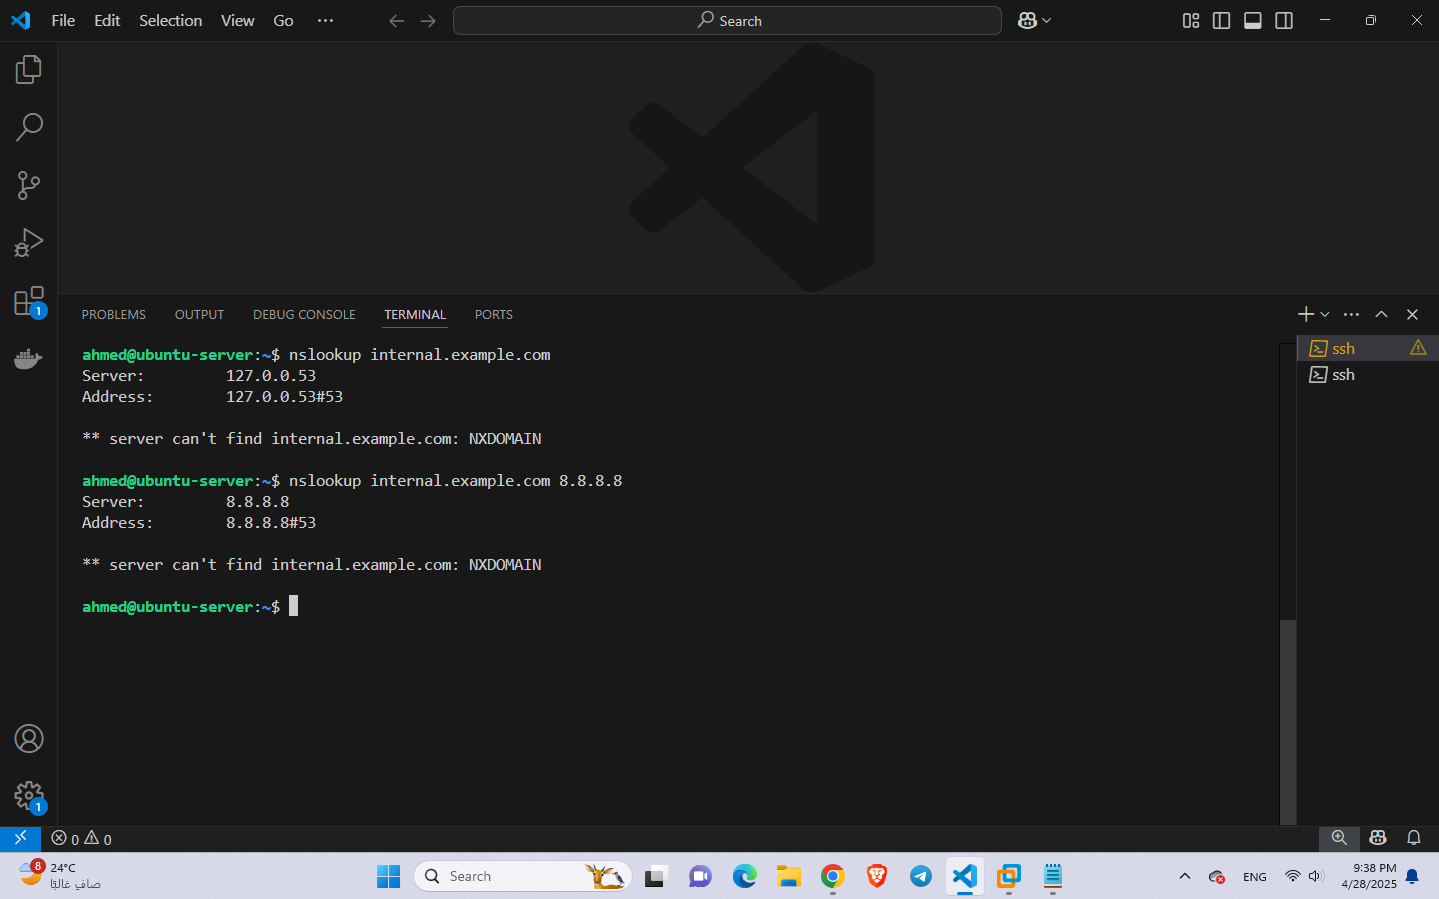 File Edit Selection View Go ···
Search
PROBLEMS OUTPUT DEBUG CONSOLE TERMINAL PORTS
ahmed@ubuntu-server:~$ nslookup internal.example.com
Server: 127.0.0.53
Address: 127.0.0.53#53
** server can't find internal.example.com: NXDOMAIN
ahmed@ubuntu-server:~$ nslookup internal.example.com 8.8.8.8
Server: 8.8.8.8
Address: 8.8.8.8#53
** server can't find internal.example.com: NXDOMAIN
ahmed@ubuntu-server:~$
ssh
ssh
1
1
0 0
8
24°C
صافٍ غالبًا
Search
ENG
9:38 PM
4/28/2025